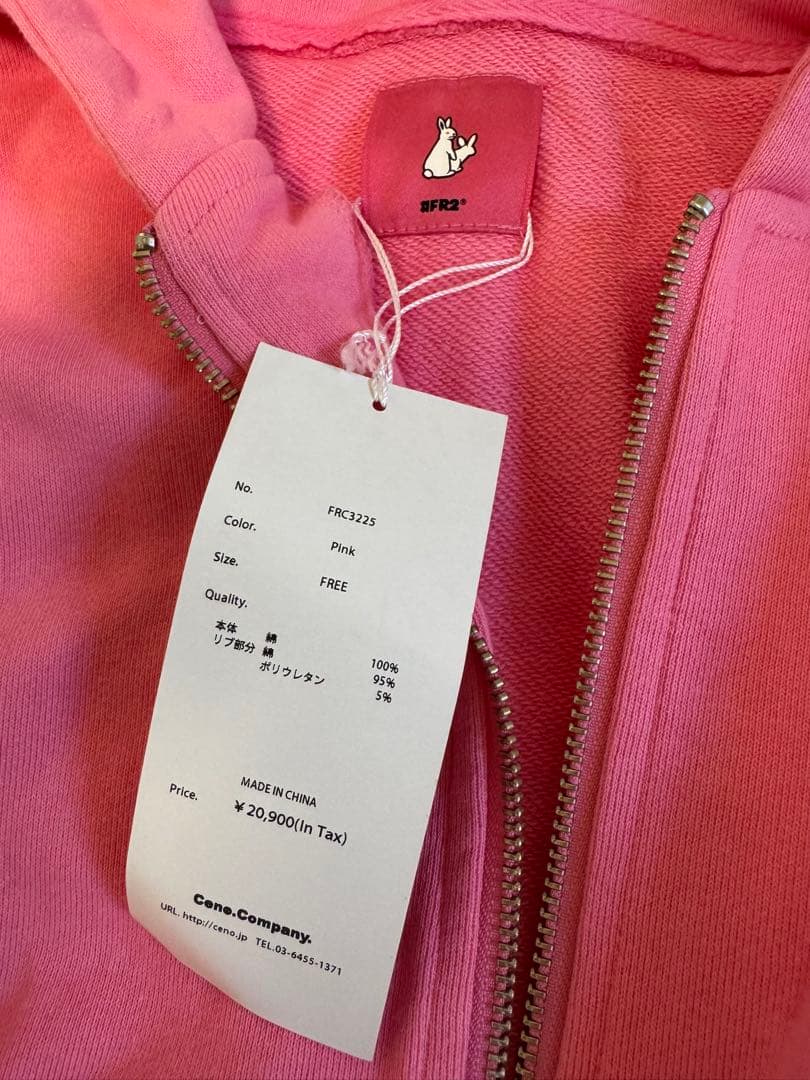 #FR2®
No. FRC3225
Color. Pink
Size. FREE
Quality.
本体 綿 100%
リブ部分 綿 95%
ポリウレタン 5%
MADE IN CHINA
Price. ¥20,900(In Tax)
Ceno.Company.
URL. http://ceno.jp TEL.03-6455-1371